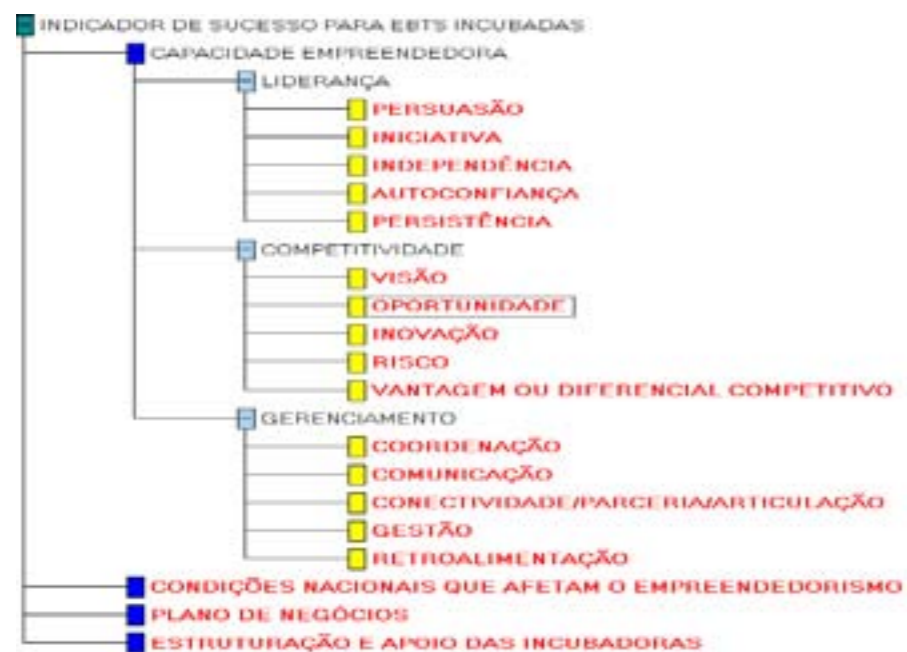 INDICADOR DE SUCESSO PARA EBTS INCUBADAS
CAPACIDADE EMPREENDEDORA
LIDERANÇA
PERSUASÃO
INICIATIVA
INDEPENDÊNCIA
AUTOCONFIANÇA
PERSISTÊNCIA
COMPETITIVIDADE
VISÃO
OPORTUNIDADE
INOVAÇÃO
RISCO
VANTAGEM OU DIFERENCIAL COMPETITIVO
GERENCIAMENTO
COORDENAÇÃO
COMUNICAÇÃO
CONECTIVIDADE/PARCERIA/ARTICULAÇÃO
GESTÃO
RETROALIMENTAÇÃO
CONDIÇÕES NACIONAIS QUE AFETAM O EMPREENDEDORISMO
PLANO DE NEGÓCIOS
ESTRUTURAÇÃO E APOIO DAS INCUBADORAS